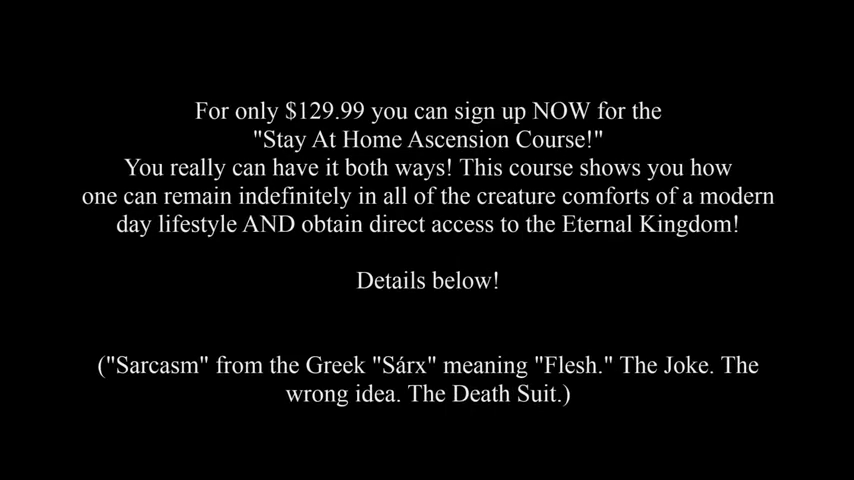 For only $129.99 you can sign up NOW for the
"Stay At Home Ascension Course!"
You really can have it both ways! This course shows you how
one can remain indefinitely in all of the creature comforts of a modern
day lifestyle AND obtain direct access to the Eternal Kingdom!
Details below!
("Sarcasm" from the Greek "Sárx" meaning "Flesh." The Joke. The
wrong idea. The Death Suit.)